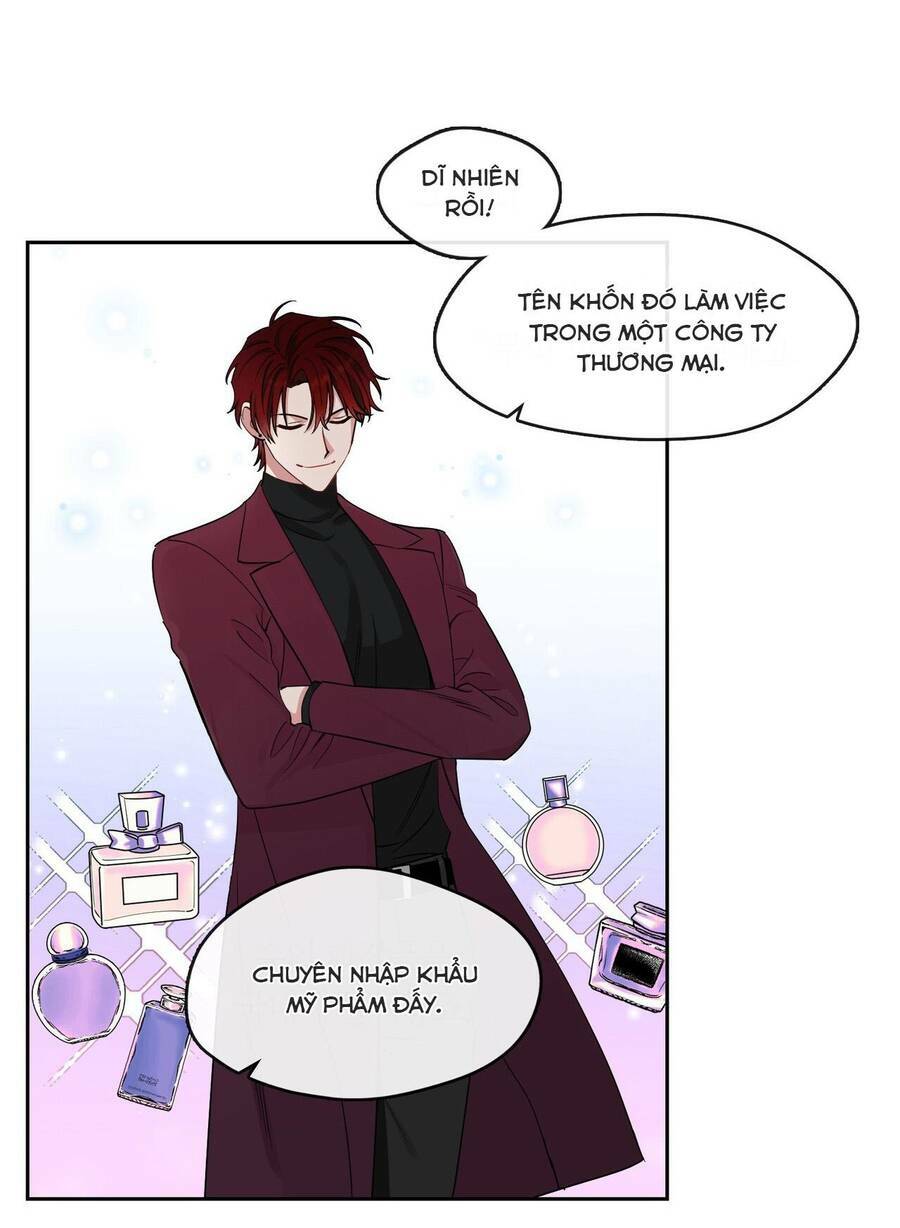 DĨ NHIÊN
RỒI!
TÊN KHỐN ĐÓ LÀM VIỆC
TRONG MỘT CÔNG TY
THƯƠNG MẠI.
CHUYÊN NHẬP KHẨU
MỸ PHẨM ĐẤY.